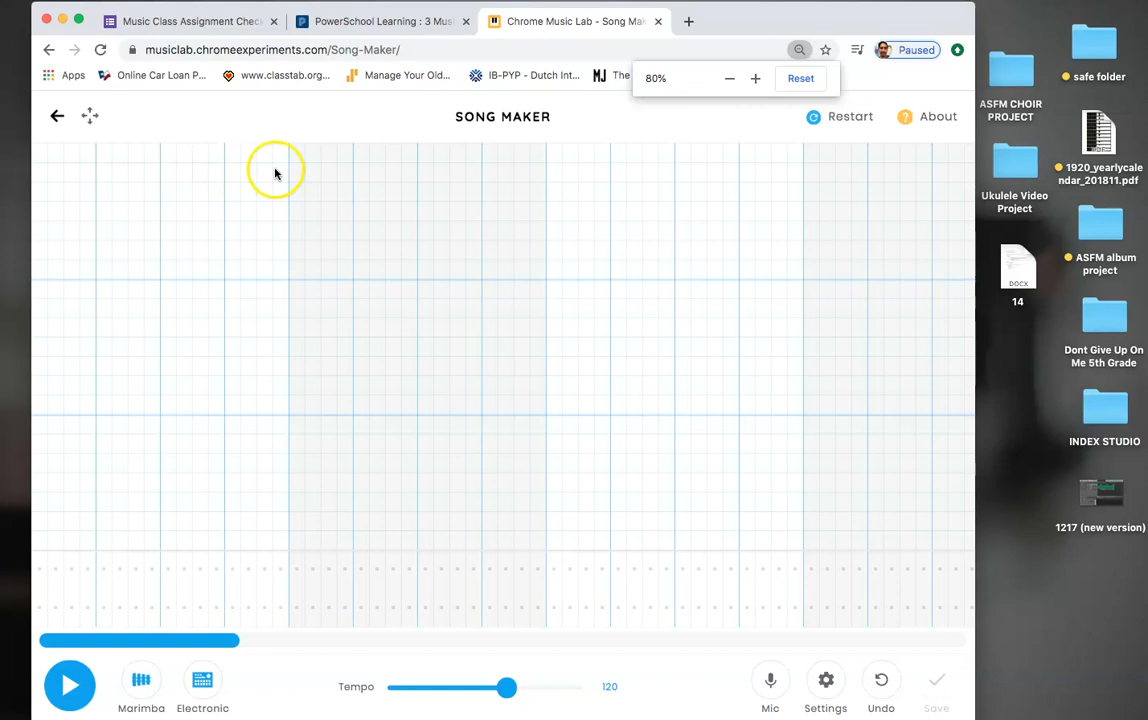 Music Class Assignment Chec
PowerSchool Learning : 3 Musi
Chrome Music Lab - Song Mak
musiclab.chromeexperiments.com/Song-Maker/
Paused
Apps
Online Car Loan P...
www.classtab.org...
Manage Your Old...
IB-PYP - Dutch Int...
MJ
The
80%
Reset
SONG MAKER
Restart
About
Tempo
120
Marimba
Electronic
Mic
Settings
Undo
Save
safe folder
ASFM CHOIR
PROJECT
1920_yearlycale
ndar_201811.pdf
Ukulele Video
Project
ASFM album
project
DOCX
14
Dont Give Up On
Me 5th Grade
INDEX STUDIO
1217 (new version)